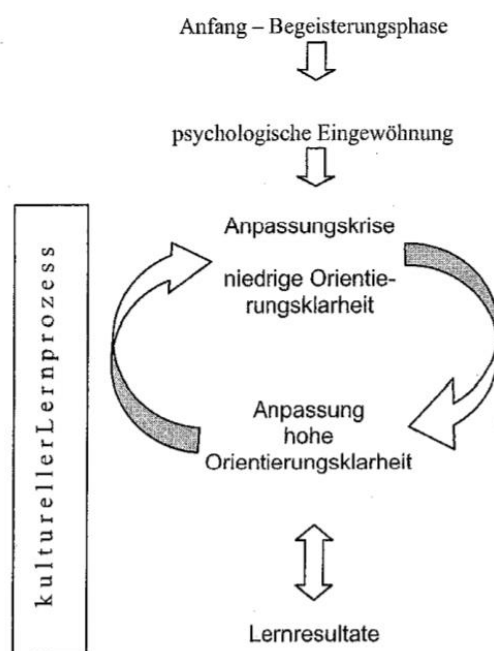 Anfang – Begeisterungsphase
psychologische Eingewöhnung
kulturellerLernprozess
Anpassungskrise
niedrige Orientie-
rungsklarheit
Anpassung
hohe
Orientierungsklarheit
Lernresultate